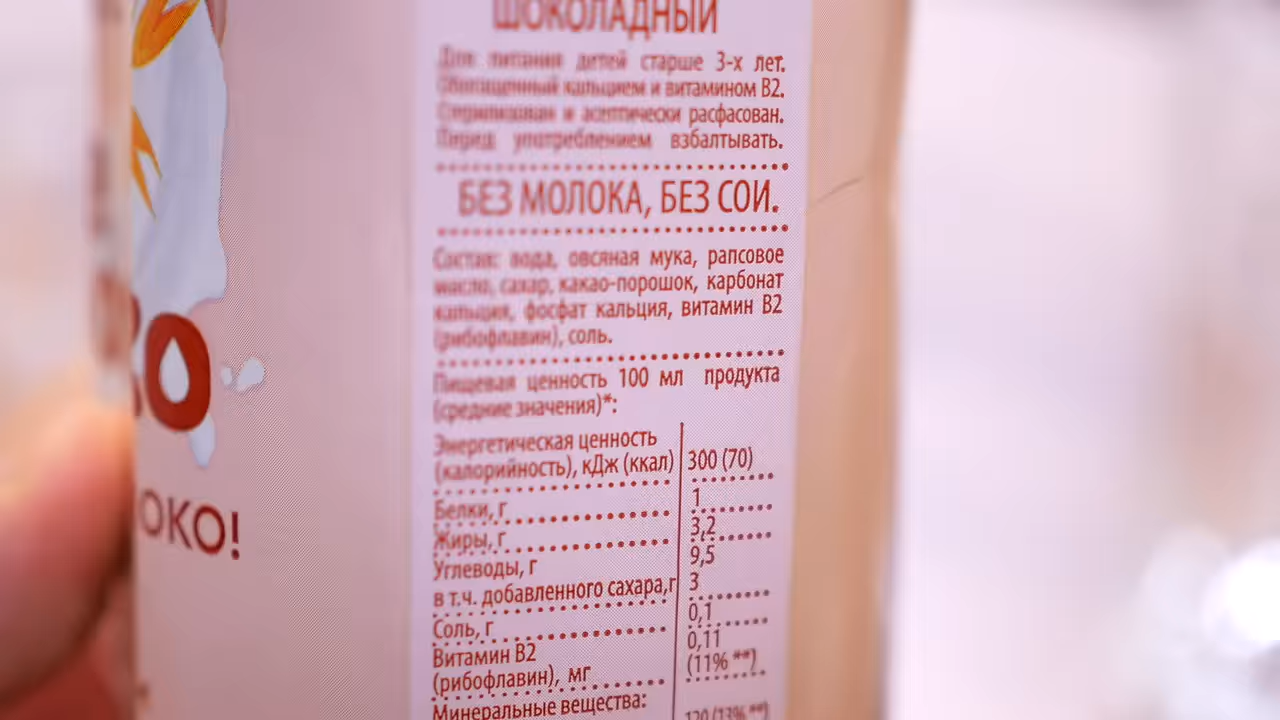 ШОКОЛАДНЫЙ
Для питания детей старше 3-х лет.
Обогащенный кальцием и витамином В2.
Стерилизован и асептически расфасован.
Перед употреблением взбалтывать.
БЕЗ МОЛОКА, БЕЗ СОИ.
Состав: вода, овсяная мука, рапсовое
масло, сахар, какао-порошок, карбонат
кальция, фосфат кальция, витамин В2
(рибофлавин), соль.
Пищевая ценность 100 мл продукта
(средние значения)*:
Энергетическая ценность
(калорийность), кДж (ккал) 300 (70)
Белки, г 1
Жиры, г 3,2
Углеводы, г 9,5
в т.ч. добавленного сахара,г 3
Соль, г 0,1
Витамин В2 0,11
(рибофлавин), мг (11% **)
Минеральные вещества:
120 (13% **)
ОКО!